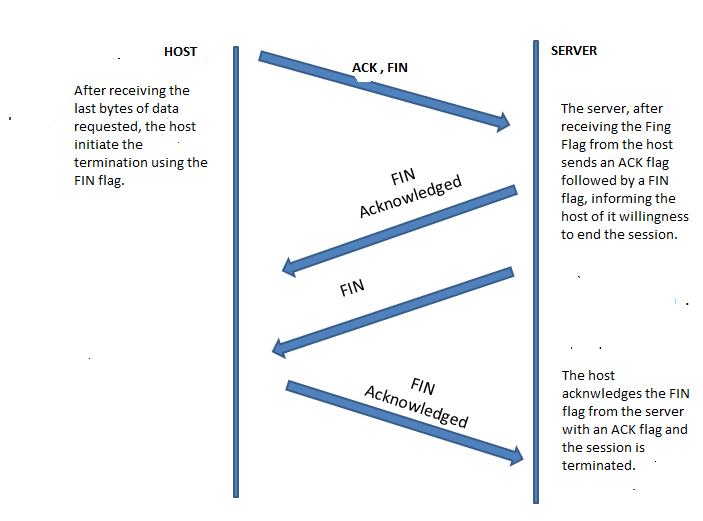 HOST
SERVER
ACK , FIN
After receiving the
last bytes of data
requested, the host
initiate the
termination using the
FIN flag.
The server, after
receiving the Fing
Flag from the host
sends an ACK flag
followed by a FIN
flag, informing the
host of it willingness
to end the session.
FIN
Acknowledged
FIN
FIN
Acknowledged
The host
acknwledges the FIN
flag from the server
with an ACK flag and
the session is
terminated.